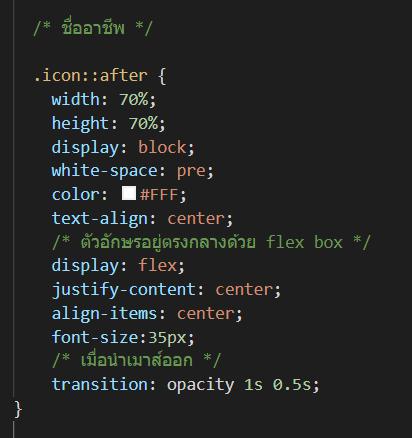 /* ชื่ออาชีพ */
.icon::after {
width: 70%;
height: 70%;
display: block;
white-space: pre;
color: #FFF;
text-align: center;
/* ตัวอักษรอยู่ตรงกลางด้วย flex box */
display: flex;
justify-content: center;
align-items: center;
font-size:35px;
/* เมื่อนำเมาส์ออก */
transition: opacity 1s 0.5s;
}